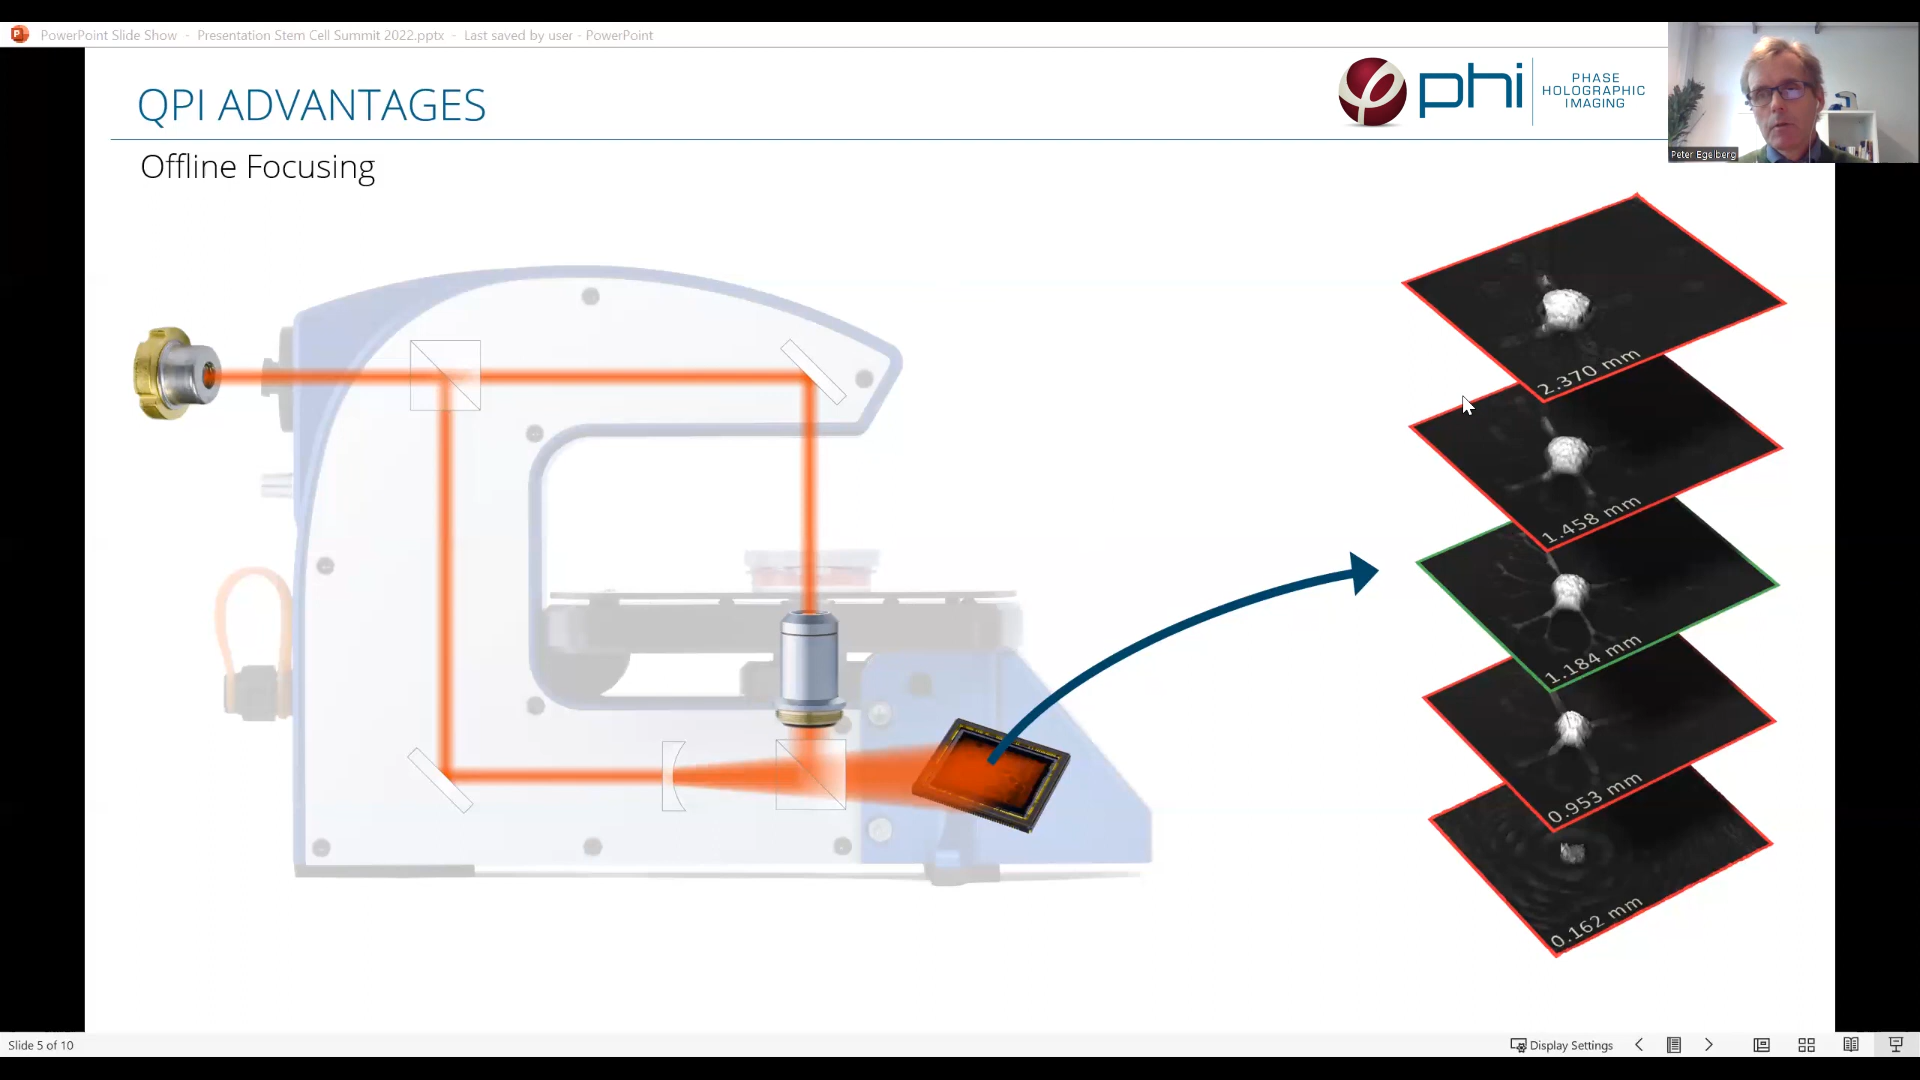 PowerPoint Slide Show - Presentation Stem Cell Summit 2022.pptx - Last saved by user - PowerPoint
QPI ADVANTAGES
phi
PHASE
HOLOGRAPHIC
IMAGING
Peter Egelberg
Offline Focusing
2.370 mm
1.458 mm
1.184 mm
0.953 mm
0.162 mm
Slide 5 of 10
Display Settings